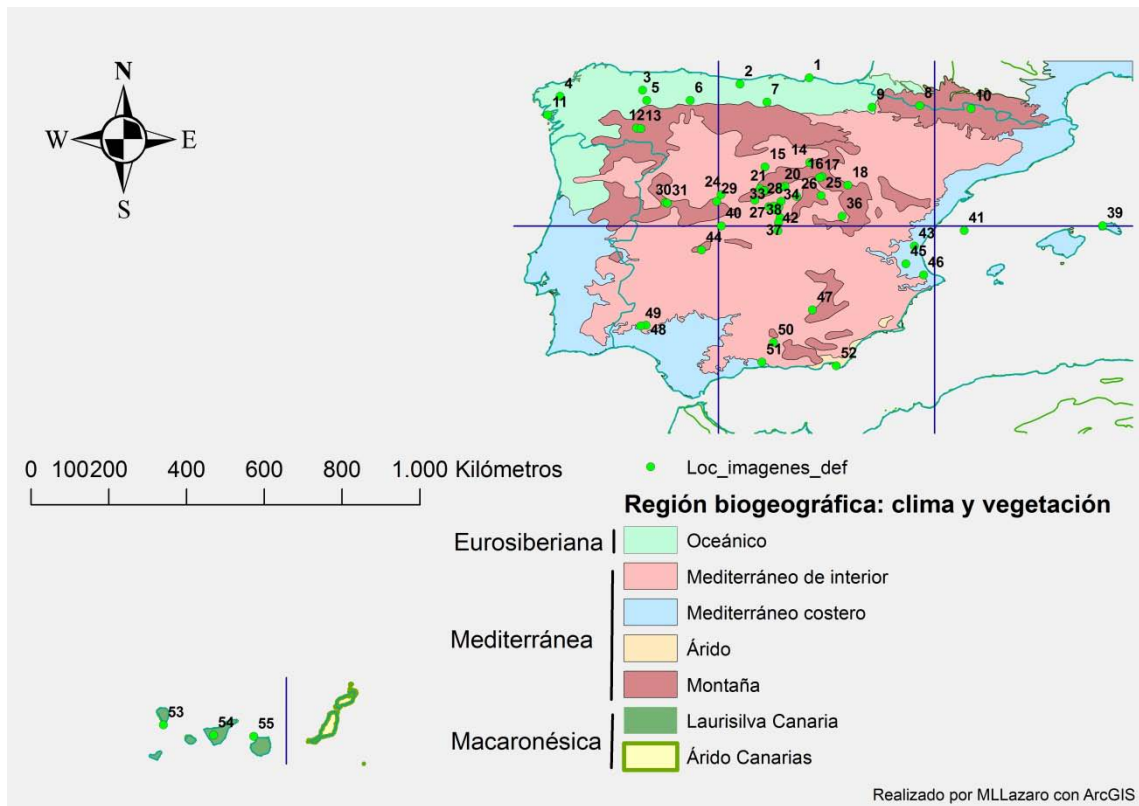 N
W E
S
1
2
3
4
5
6
7
8
9
10
11
12 13
14
15
16 17
18
20
21
24
25
26
27
28
29
30 31
33
34
36
37
38
39
40
41
42
43
44
45
46
47
48
49
50
51
52
53
54
55
0 100 200 400 600 800 1.000 Kilómetros
Loc_imagenes_def
Región biogeográfica: clima y vegetación
Eurosiberiana
Oceánico
Mediterránea
Mediterráneo de interior
Mediterráneo costero
Árido
Montaña
Macaronésica
Laurisilva Canaria
Árido Canarias
Realizado por MLLazaro con ArcGIS